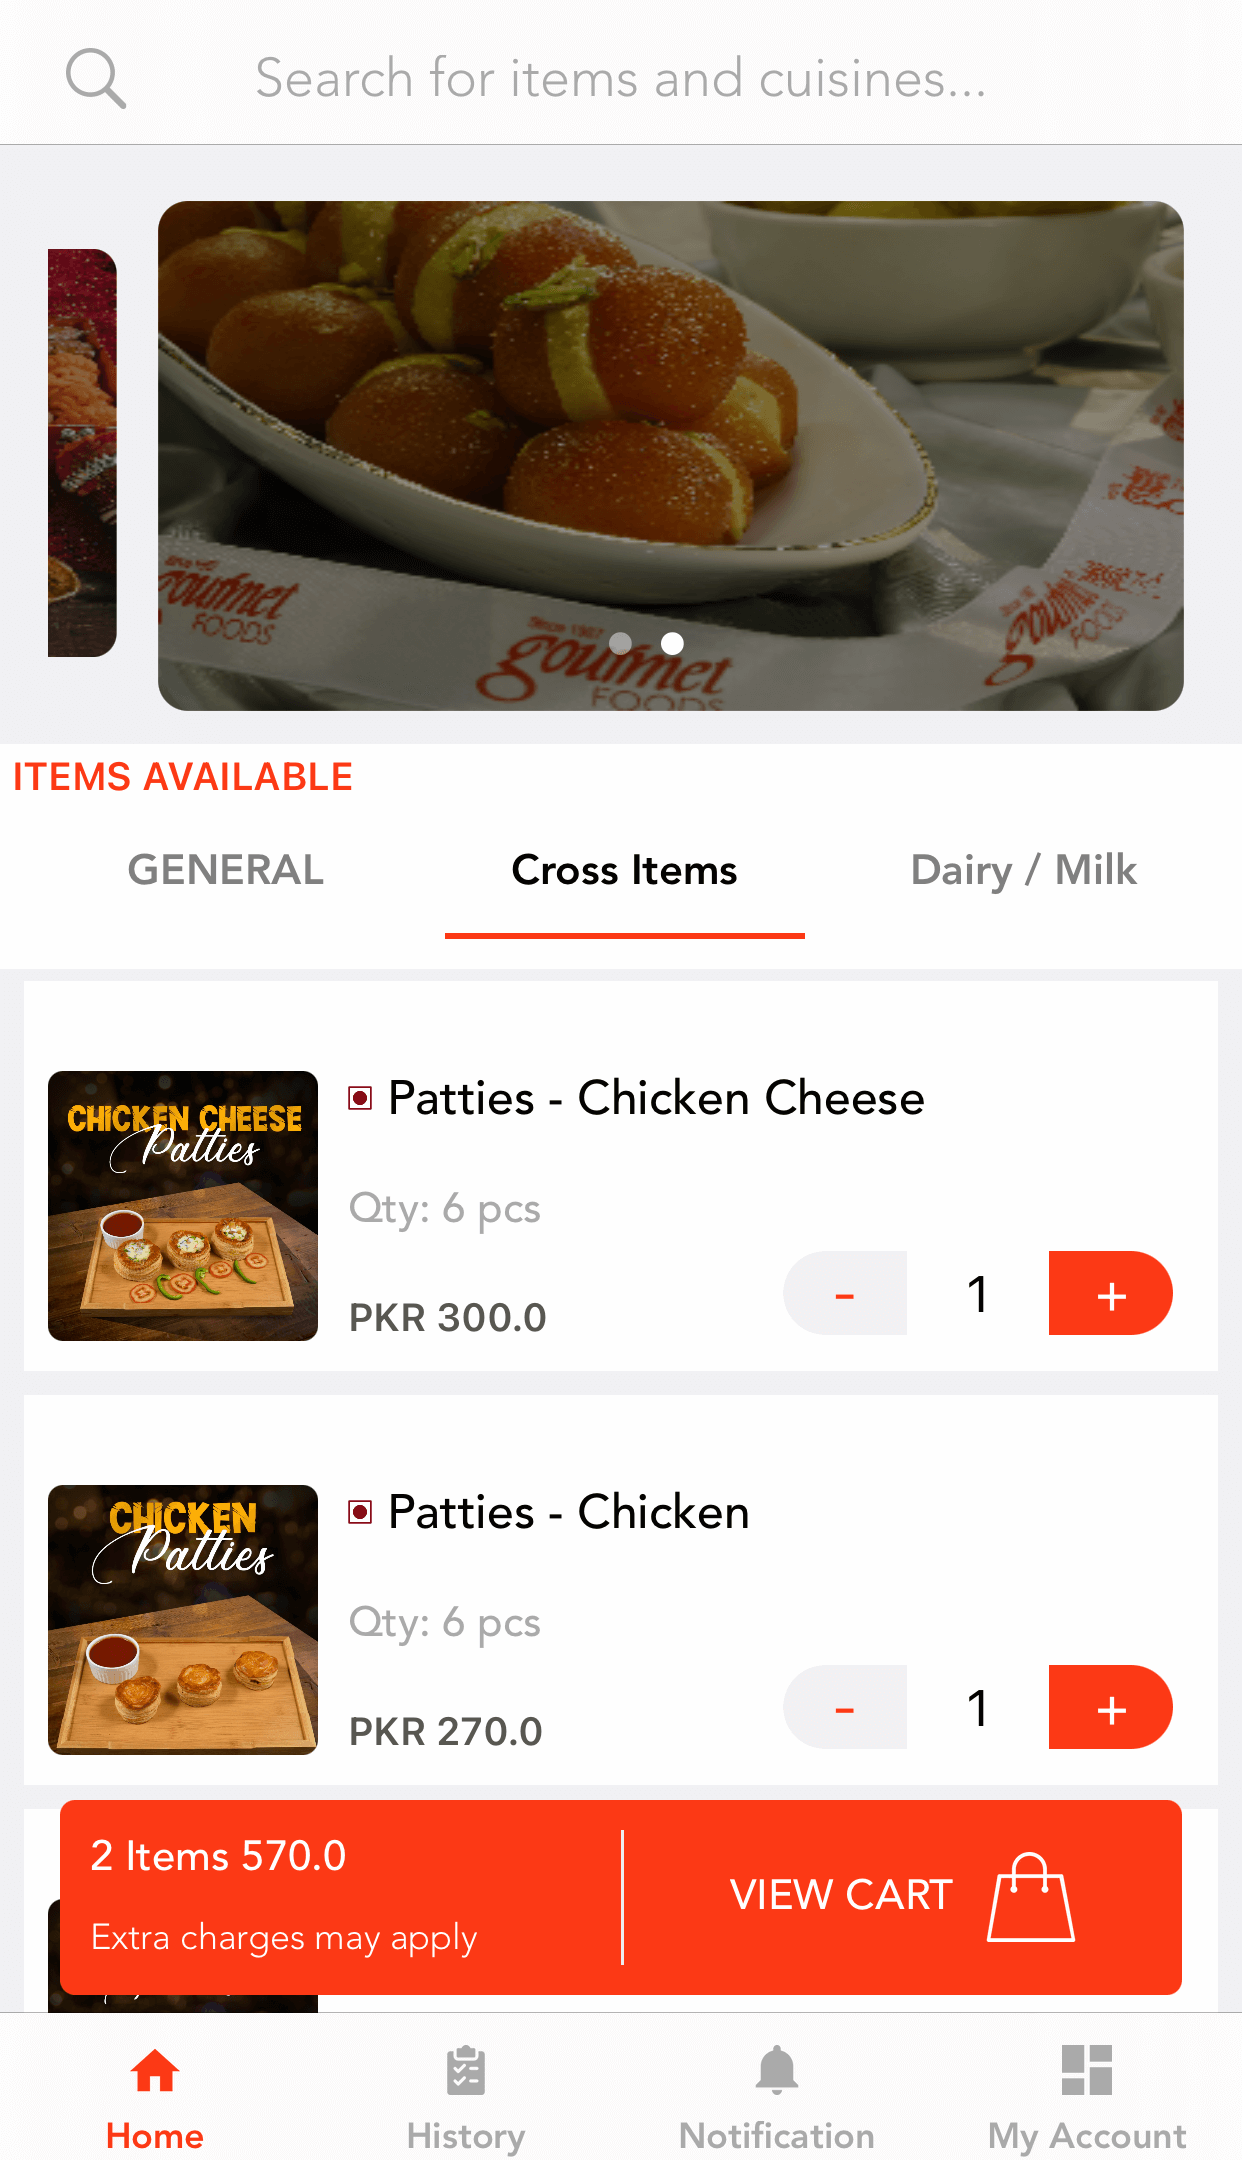 Search for items and cuisines...
Since 1987
gourmet
gourmet
FOODS
FOODS
gourmet
FOODS
ITEMS AVAILABLE
GENERAL
Cross Items
Dairy / Milk
CHICKEN CHEESE
Patties
Patties - Chicken Cheese
Qty: 6 pcs
PKR 300.0
-
1
+
CHICKEN
Patties
Patties - Chicken
Qty: 6 pcs
PKR 270.0
-
1
+
2 Items 570.0
Extra charges may apply
VIEW CART
Home
History
Notification
My Account